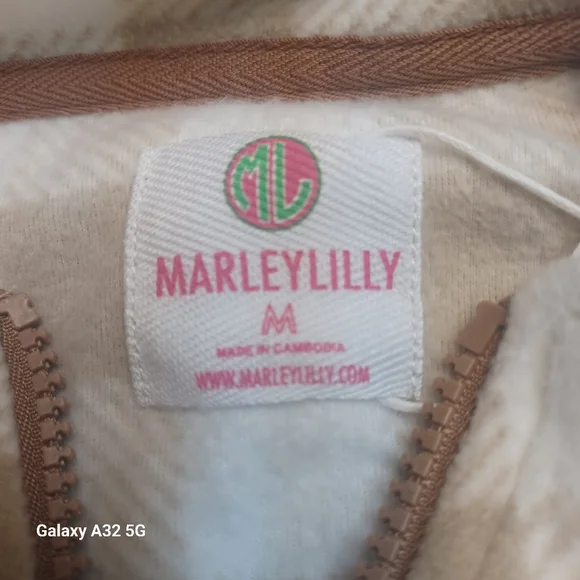 ML
MARLEYLILLY
M
MADE IN CAMBODIA
WWW.MARLEYLILLY.COM
Galaxy A32 5G